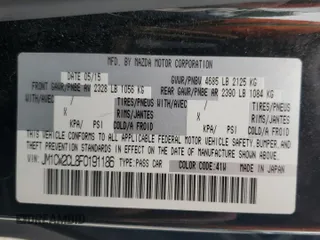 MFD. BY MAZDA MOTOR CORPORATION
DATE 05/15 GVWR/PNBV 4685 LB 2125 KG
FRONT GAWR/PNBE AV 2328 LB 1056 KG REAR GAWR/PNBE AR 2390 LB 1084 KG
WITH/AVEC TIRES/PNEUS WITH/AVEC TIRES/PNEUS
X RIMS/JANTES X RIMS/JANTES
KPA/ PSI/ COLD/A FROID KPA/ PSI/ COLD/A FROID
THIS VEHICLE CONFORMS TO ALL APPLICABLE FEDERAL MOTOR VEHICLE SAFETY, BUMPER,
AND THEFT PREVENTION STANDARDS IN EFFECT ON THE DATE OF MANUFACTURE SHOWN ABOVE.
VIN: JM1CW2CL8F0191186 TYPE PASS CAR COLOR CODE:41W MADE IN JAPAN